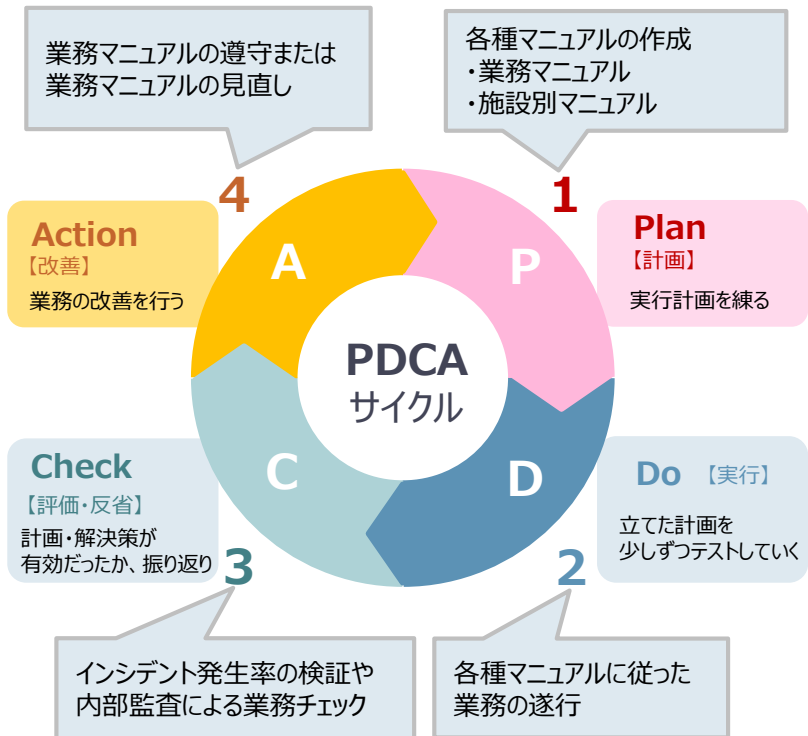 業務マニュアルの遵守または
業務マニュアルの見直し
各種マニュアルの作成
・業務マニュアル
・施設別マニュアル
4
1
Action
【改善】
業務の改善を行う
A
P
Plan
【計画】
実行計画を練る
PDCA
サイクル
Check
【評価・反省】
計画・解決策が
有効だったか、振り返り
C
D
Do 【実行】
立てた計画を
少しずつテストしていく
3
2
インシデント発生率の検証や
内部監査による業務チェック
各種マニュアルに従った
業務の遂行